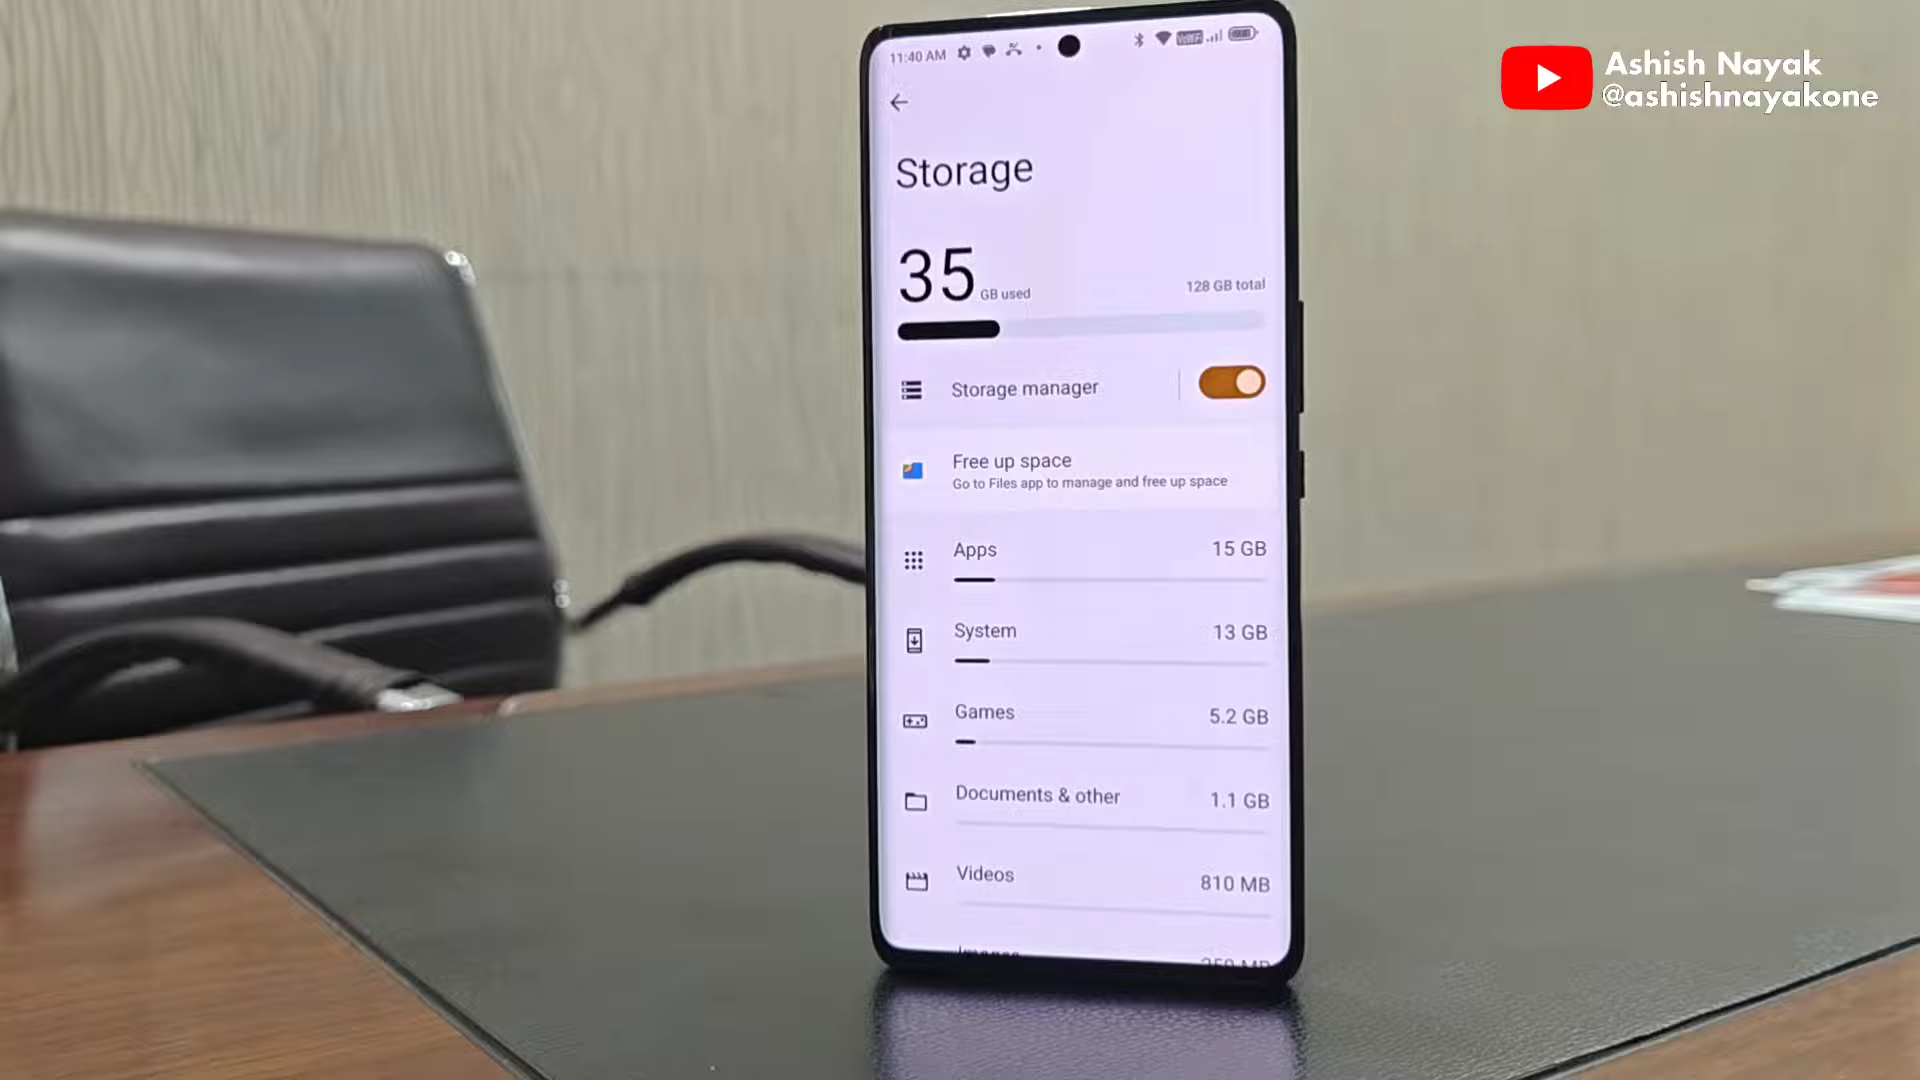 Ashish Nayak
@ashishnayakone
11:40 AM
Storage
35 GB used
128 GB total
Storage manager
Free up space
Go to Files app to manage and free up space
Apps
15 GB
System
13 GB
Games
5.2 GB
Documents & other
1.1 GB
Videos
810 MB
Images